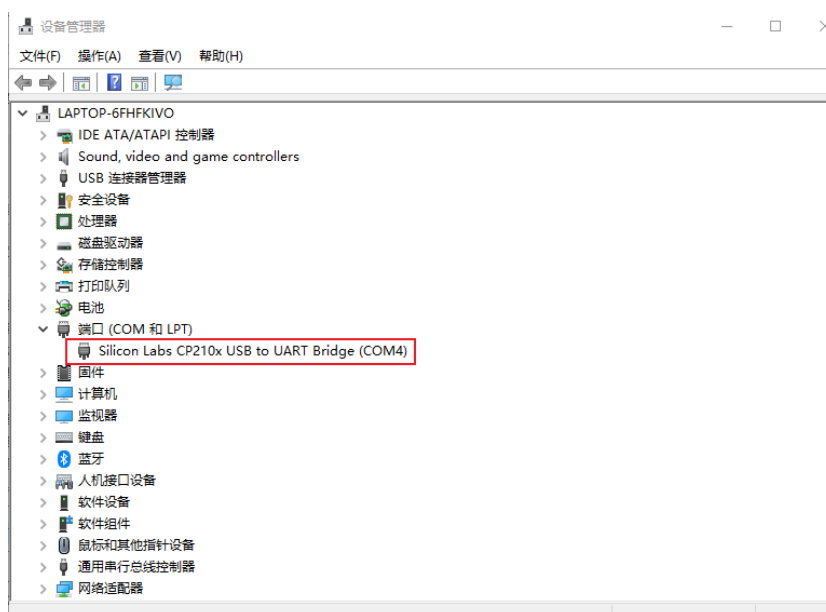 设备管理器
文件(F) 操作(A) 查看(V) 帮助(H)
LAPTOP-6FHFKIVO
IDE ATA/ATAPI 控制器
Sound, video and game controllers
USB 连接器管理器
安全设备
处理器
磁盘驱动器
存储控制器
打印队列
电池
端口 (COM 和 LPT)
Silicon Labs CP210x USB to UART Bridge (COM4)
固件
计算机
监视器
键盘
蓝牙
人机接口设备
软件设备
软件组件
鼠标和其他指针设备
通用串行总线控制器
网络适配器